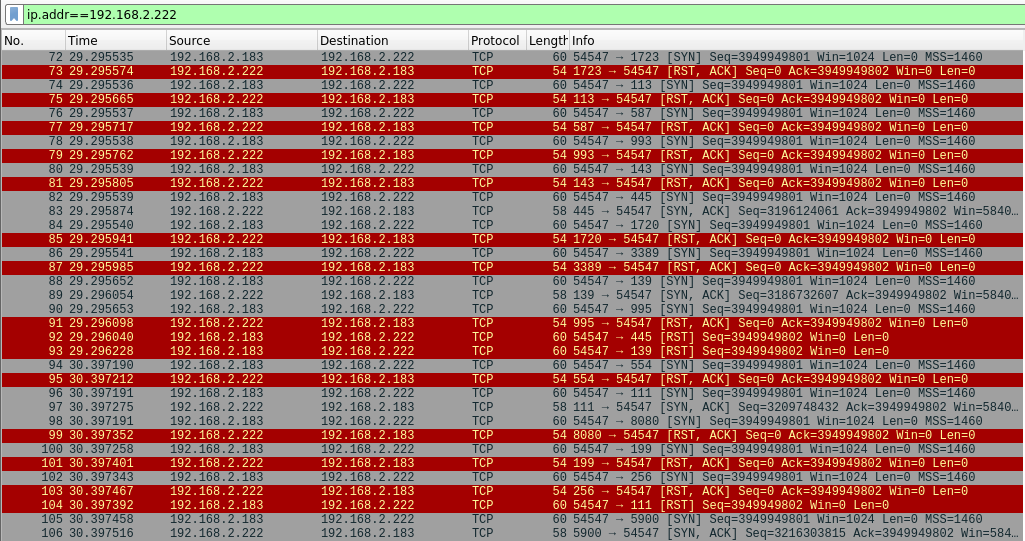 ip.addr==192.168.2.222
No. Time Source Destination Protocol Length Info
72 29.295535 192.168.2.183 192.168.2.222 TCP 60 54547 → 1723 [SYN] Seq=3949949801 Win=1024 Len=0 MSS=1460
73 29.295574 192.168.2.222 192.168.2.183 TCP 54 1723 → 54547 [RST, ACK] Seq=0 Ack=3949949802 Win=0 Len=0
74 29.295536 192.168.2.183 192.168.2.222 TCP 60 54547 → 113 [SYN] Seq=3949949801 Win=1024 Len=0 MSS=1460
75 29.295665 192.168.2.222 192.168.2.183 TCP 54 113 → 54547 [RST, ACK] Seq=0 Ack=3949949802 Win=0 Len=0
76 29.295537 192.168.2.183 192.168.2.222 TCP 60 54547 → 587 [SYN] Seq=3949949801 Win=1024 Len=0 MSS=1460
77 29.295717 192.168.2.222 192.168.2.183 TCP 54 587 → 54547 [RST, ACK] Seq=0 Ack=3949949802 Win=0 Len=0
78 29.295538 192.168.2.183 192.168.2.222 TCP 60 54547 → 993 [SYN] Seq=3949949801 Win=1024 Len=0 MSS=1460
79 29.295762 192.168.2.222 192.168.2.183 TCP 54 993 → 54547 [RST, ACK] Seq=0 Ack=3949949802 Win=0 Len=0
80 29.295539 192.168.2.183 192.168.2.222 TCP 60 54547 → 143 [SYN] Seq=3949949801 Win=1024 Len=0 MSS=1460
81 29.295805 192.168.2.222 192.168.2.183 TCP 54 143 → 54547 [RST, ACK] Seq=0 Ack=3949949802 Win=0 Len=0
82 29.295539 192.168.2.183 192.168.2.222 TCP 60 54547 → 445 [SYN] Seq=3949949801 Win=1024 Len=0 MSS=1460
83 29.295874 192.168.2.222 192.168.2.183 TCP 58 445 → 54547 [SYN, ACK] Seq=3196124061 Ack=3949949802 Win=5840…
84 29.295540 192.168.2.183 192.168.2.222 TCP 60 54547 → 1720 [SYN] Seq=3949949801 Win=1024 Len=0 MSS=1460
85 29.295941 192.168.2.222 192.168.2.183 TCP 54 1720 → 54547 [RST, ACK] Seq=0 Ack=3949949802 Win=0 Len=0
86 29.295541 192.168.2.183 192.168.2.222 TCP 60 54547 → 3389 [SYN] Seq=3949949801 Win=1024 Len=0 MSS=1460
87 29.295985 192.168.2.222 192.168.2.183 TCP 54 3389 → 54547 [RST, ACK] Seq=0 Ack=3949949802 Win=0 Len=0
88 29.295652 192.168.2.183 192.168.2.222 TCP 60 54547 → 139 [SYN] Seq=3949949801 Win=1024 Len=0 MSS=1460
89 29.296054 192.168.2.222 192.168.2.183 TCP 58 139 → 54547 [SYN, ACK] Seq=3186732607 Ack=3949949802 Win=5840…
90 29.295653 192.168.2.183 192.168.2.222 TCP 60 54547 → 995 [SYN] Seq=3949949801 Win=1024 Len=0 MSS=1460
91 29.296098 192.168.2.222 192.168.2.183 TCP 54 995 → 54547 [RST, ACK] Seq=0 Ack=3949949802 Win=0 Len=0
92 29.296040 192.168.2.183 192.168.2.222 TCP 60 54547 → 445 [RST] Seq=3949949802 Win=0 Len=0
93 29.296228 192.168.2.183 192.168.2.222 TCP 60 54547 → 139 [RST] Seq=3949949802 Win=0 Len=0
94 30.397190 192.168.2.183 192.168.2.222 TCP 60 54547 → 554 [SYN] Seq=3949949801 Win=1024 Len=0 MSS=1460
95 30.397212 192.168.2.222 192.168.2.183 TCP 54 554 → 54547 [RST, ACK] Seq=0 Ack=3949949802 Win=0 Len=0
96 30.397191 192.168.2.183 192.168.2.222 TCP 60 54547 → 111 [SYN] Seq=3949949801 Win=1024 Len=0 MSS=1460
97 30.397275 192.168.2.222 192.168.2.183 TCP 58 111 → 54547 [SYN, ACK] Seq=3209748432 Ack=3949949802 Win=5840…
98 30.397191 192.168.2.183 192.168.2.222 TCP 60 54547 → 8080 [SYN] Seq=3949949801 Win=1024 Len=0 MSS=1460
99 30.397352 192.168.2.222 192.168.2.183 TCP 54 8080 → 54547 [RST, ACK] Seq=0 Ack=3949949802 Win=0 Len=0
100 30.397258 192.168.2.183 192.168.2.222 TCP 60 54547 → 199 [SYN] Seq=3949949801 Win=1024 Len=0 MSS=1460
101 30.397401 192.168.2.222 192.168.2.183 TCP 54 199 → 54547 [RST, ACK] Seq=0 Ack=3949949802 Win=0 Len=0
102 30.397343 192.168.2.183 192.168.2.222 TCP 60 54547 → 256 [SYN] Seq=3949949801 Win=1024 Len=0 MSS=1460
103 30.397467 192.168.2.222 192.168.2.183 TCP 54 256 → 54547 [RST, ACK] Seq=0 Ack=3949949802 Win=0 Len=0
104 30.397392 192.168.2.183 192.168.2.222 TCP 60 54547 → 111 [RST] Seq=3949949802 Win=0 Len=0
105 30.397458 192.168.2.183 192.168.2.222 TCP 60 54547 → 5900 [SYN] Seq=3949949801 Win=1024 Len=0 MSS=1460
106 30.397516 192.168.2.222 192.168.2.183 TCP 58 5900 → 54547 [SYN, ACK] Seq=3216303815 Ack=3949949802 Win=584…